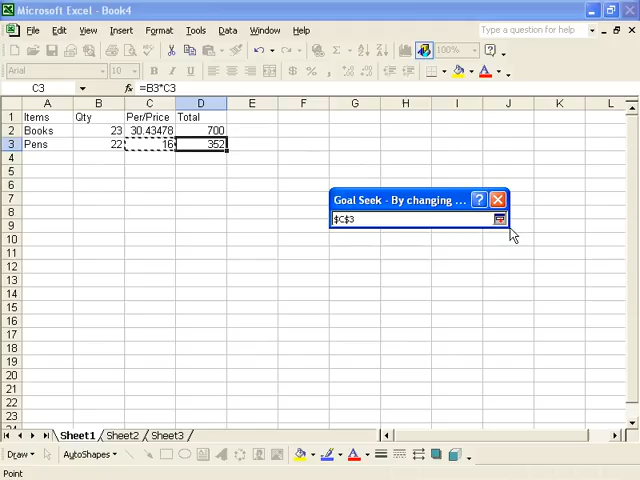 Microsoft Excel - Book4
File Edit View Insert Format Tools Data Window Help
Type a question for help
100%
Arial 10 B I U $ % ,
C3 fx =B3*C3
A B C D E F G H I J K L
1 Items Qty Per/Price Total
2 Books 23 30.43478 700
3 Pens 22 16 352
4
5
6
7
8
9
10
11
12
13
14
15
16
17
18
19
20
21
22
23
Goal Seek - By changing ...
$C$3
Sheet1 Sheet2 Sheet3
Draw AutoShapes
Point